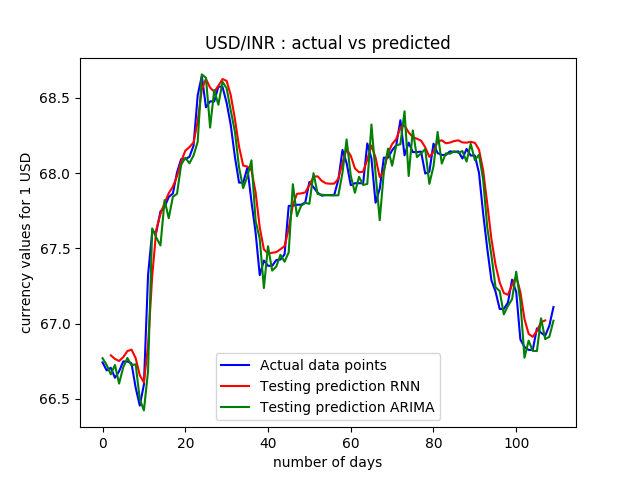 USD/INR : actual vs predicted
currency values for 1 USD
68.5
68.0
67.5
67.0
66.5
Actual data points
Testing prediction RNN
Testing prediction ARIMA
0 20 40 60 80 100
number of days